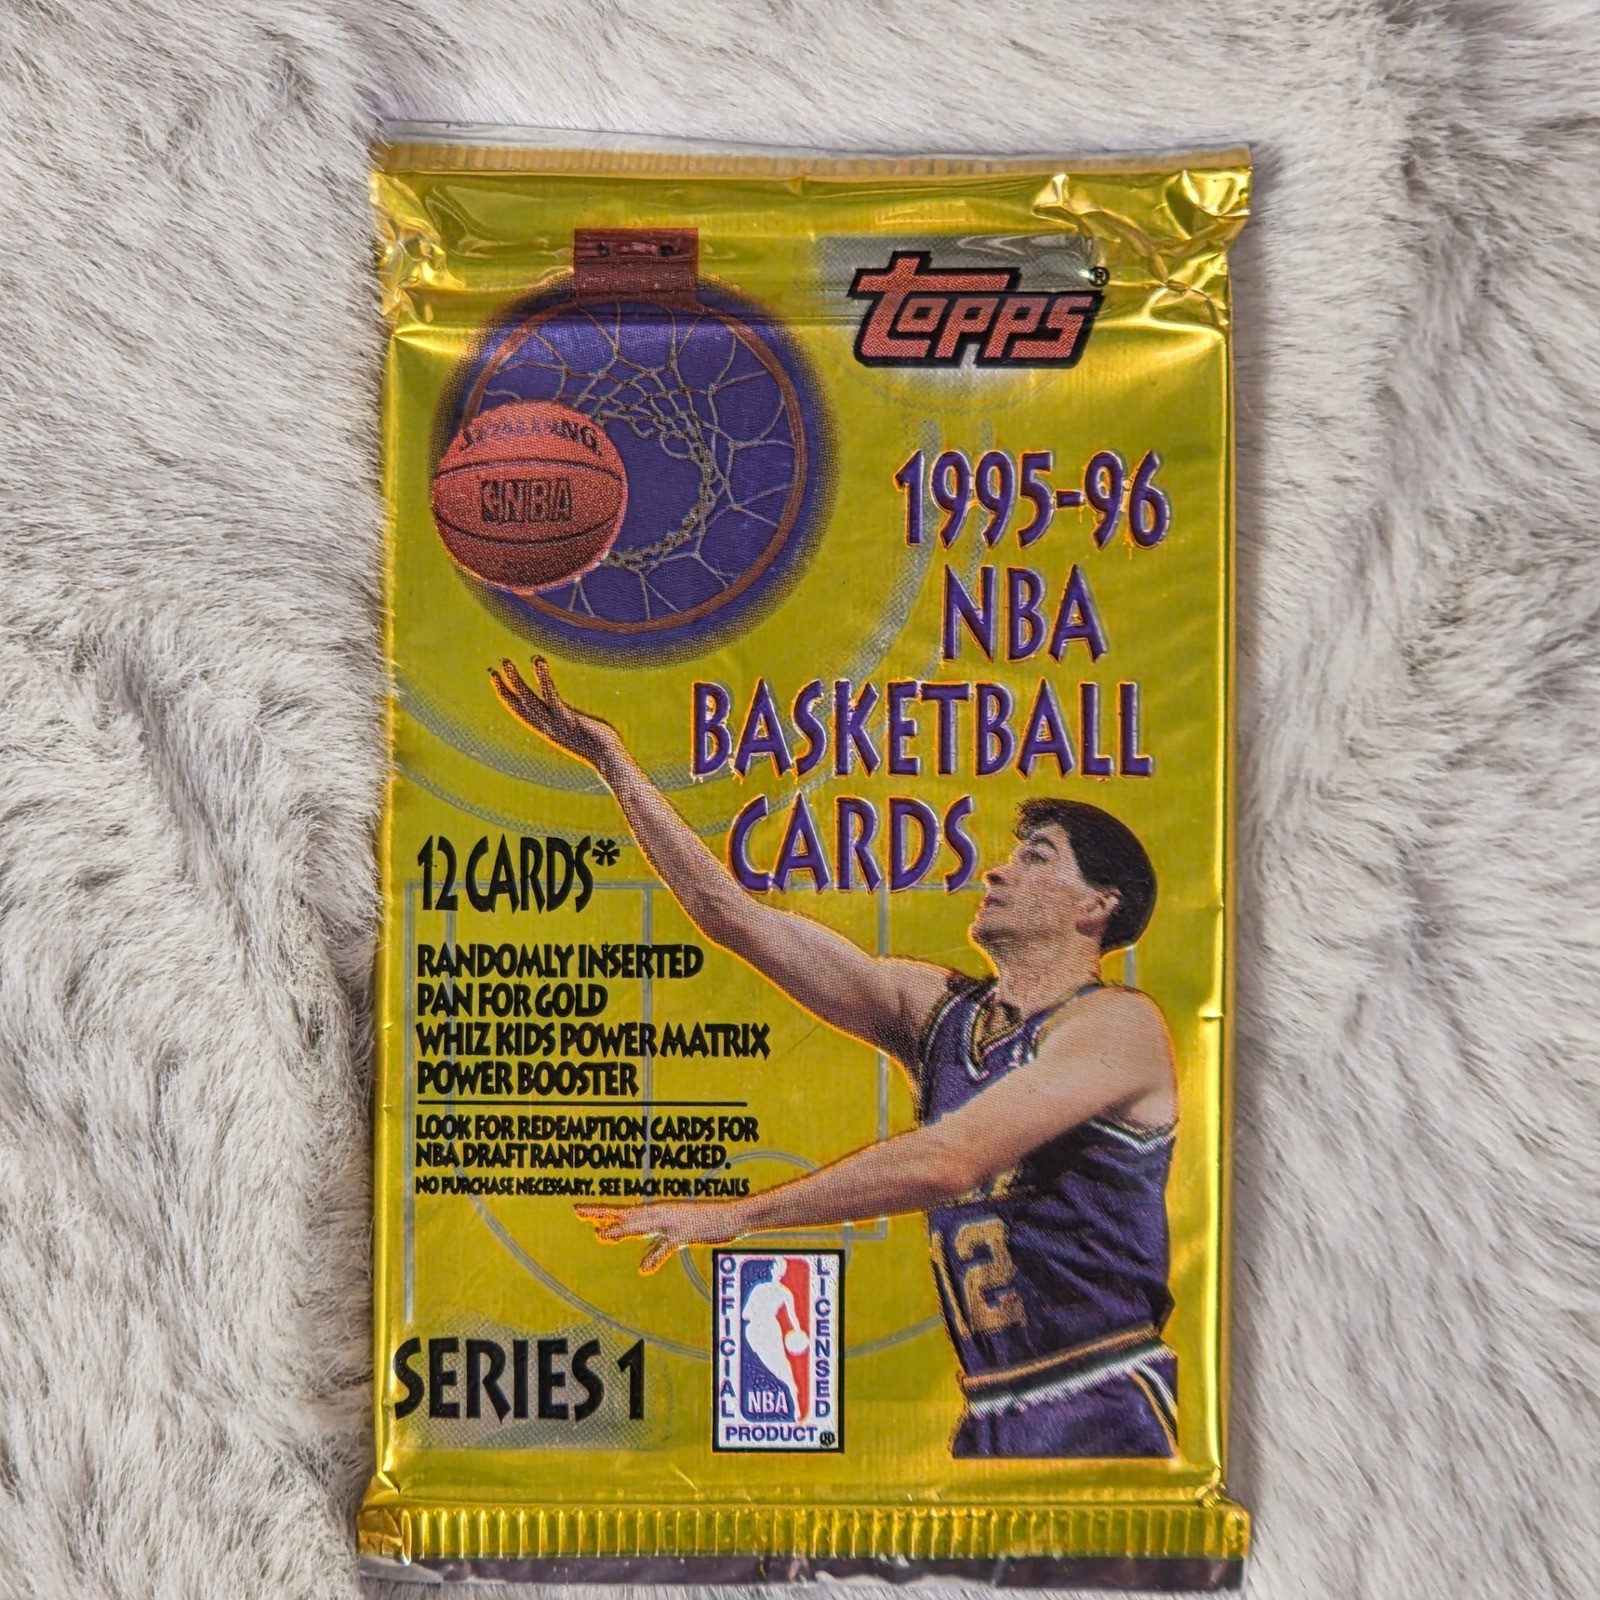 topps®
SPALDING
NBA
1995-96
NBA
BASKETBALL
CARDS
12 CARDS*
RANDOMLY INSERTED
PAN FOR GOLD
WHIZ KIDS POWER MATRIX
POWER BOOSTER
LOOK FOR REDEMPTION CARDS FOR
NBA DRAFT RANDOMLY PACKED.
NO PURCHASE NECESSARY. SEE BACK FOR DETAILS
12
SERIES 1
OFFICIAL
LICENSED
NBA
PRODUCT®